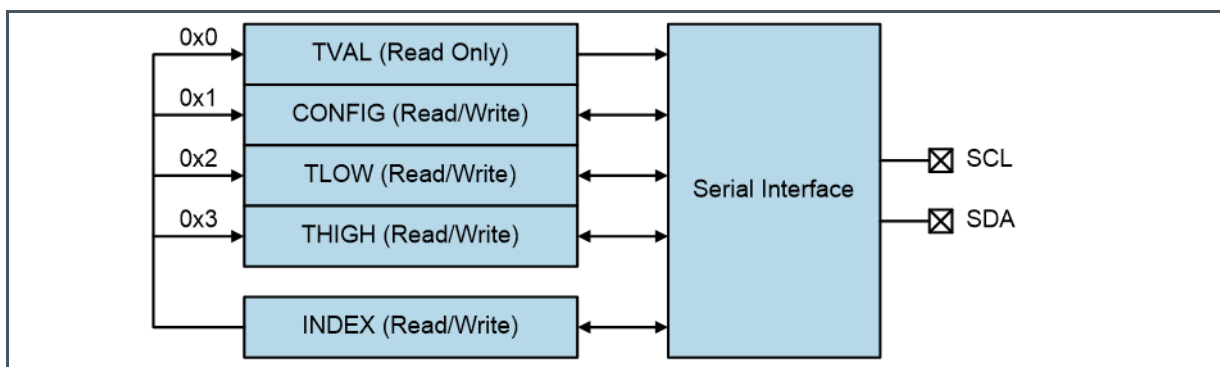 0x0
TVAL (Read Only)
0x1
CONFIG (Read/Write)
0x2
TLOW (Read/Write)
0x3
THIGH (Read/Write)
INDEX (Read/Write)
Serial Interface
SCL
SDA